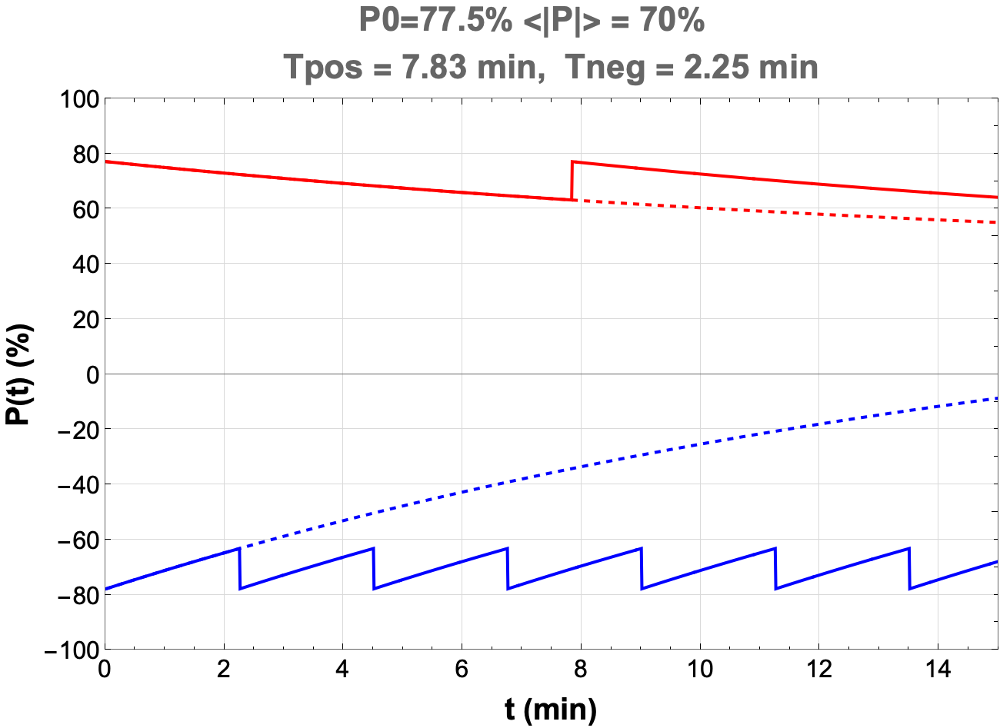 P0=77.5% <|P|> = 70%
Tpos = 7.83 min, Tneg = 2.25 min
100
80
60
40
20
0
−20
−40
−60
−80
−100
P(t) (%)
0 2 4 6 8 10 12 14
t (min)